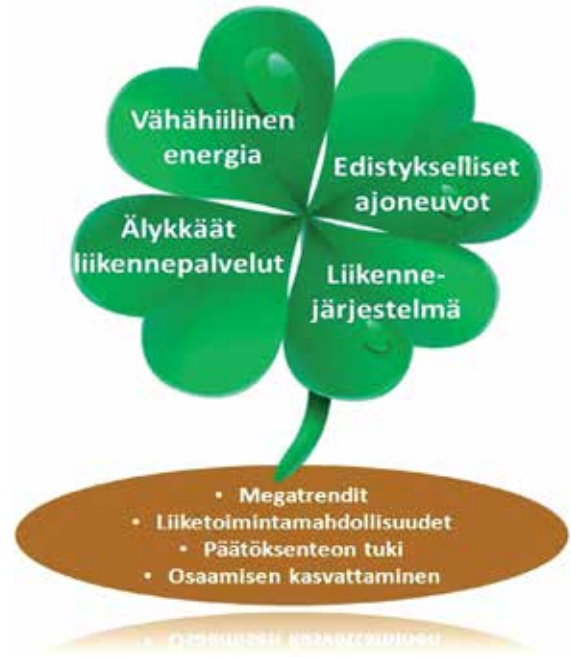 Vähähiilinen
energia
Edistykselliset
ajoneuvot
Älykkäät
liikennepalvelut
Liikenne-
järjestelmä
• Megatrendit
• Liiketoimintamahdollisuudet
• Päätöksenteon tuki
• Osaamisen kasvattaminen